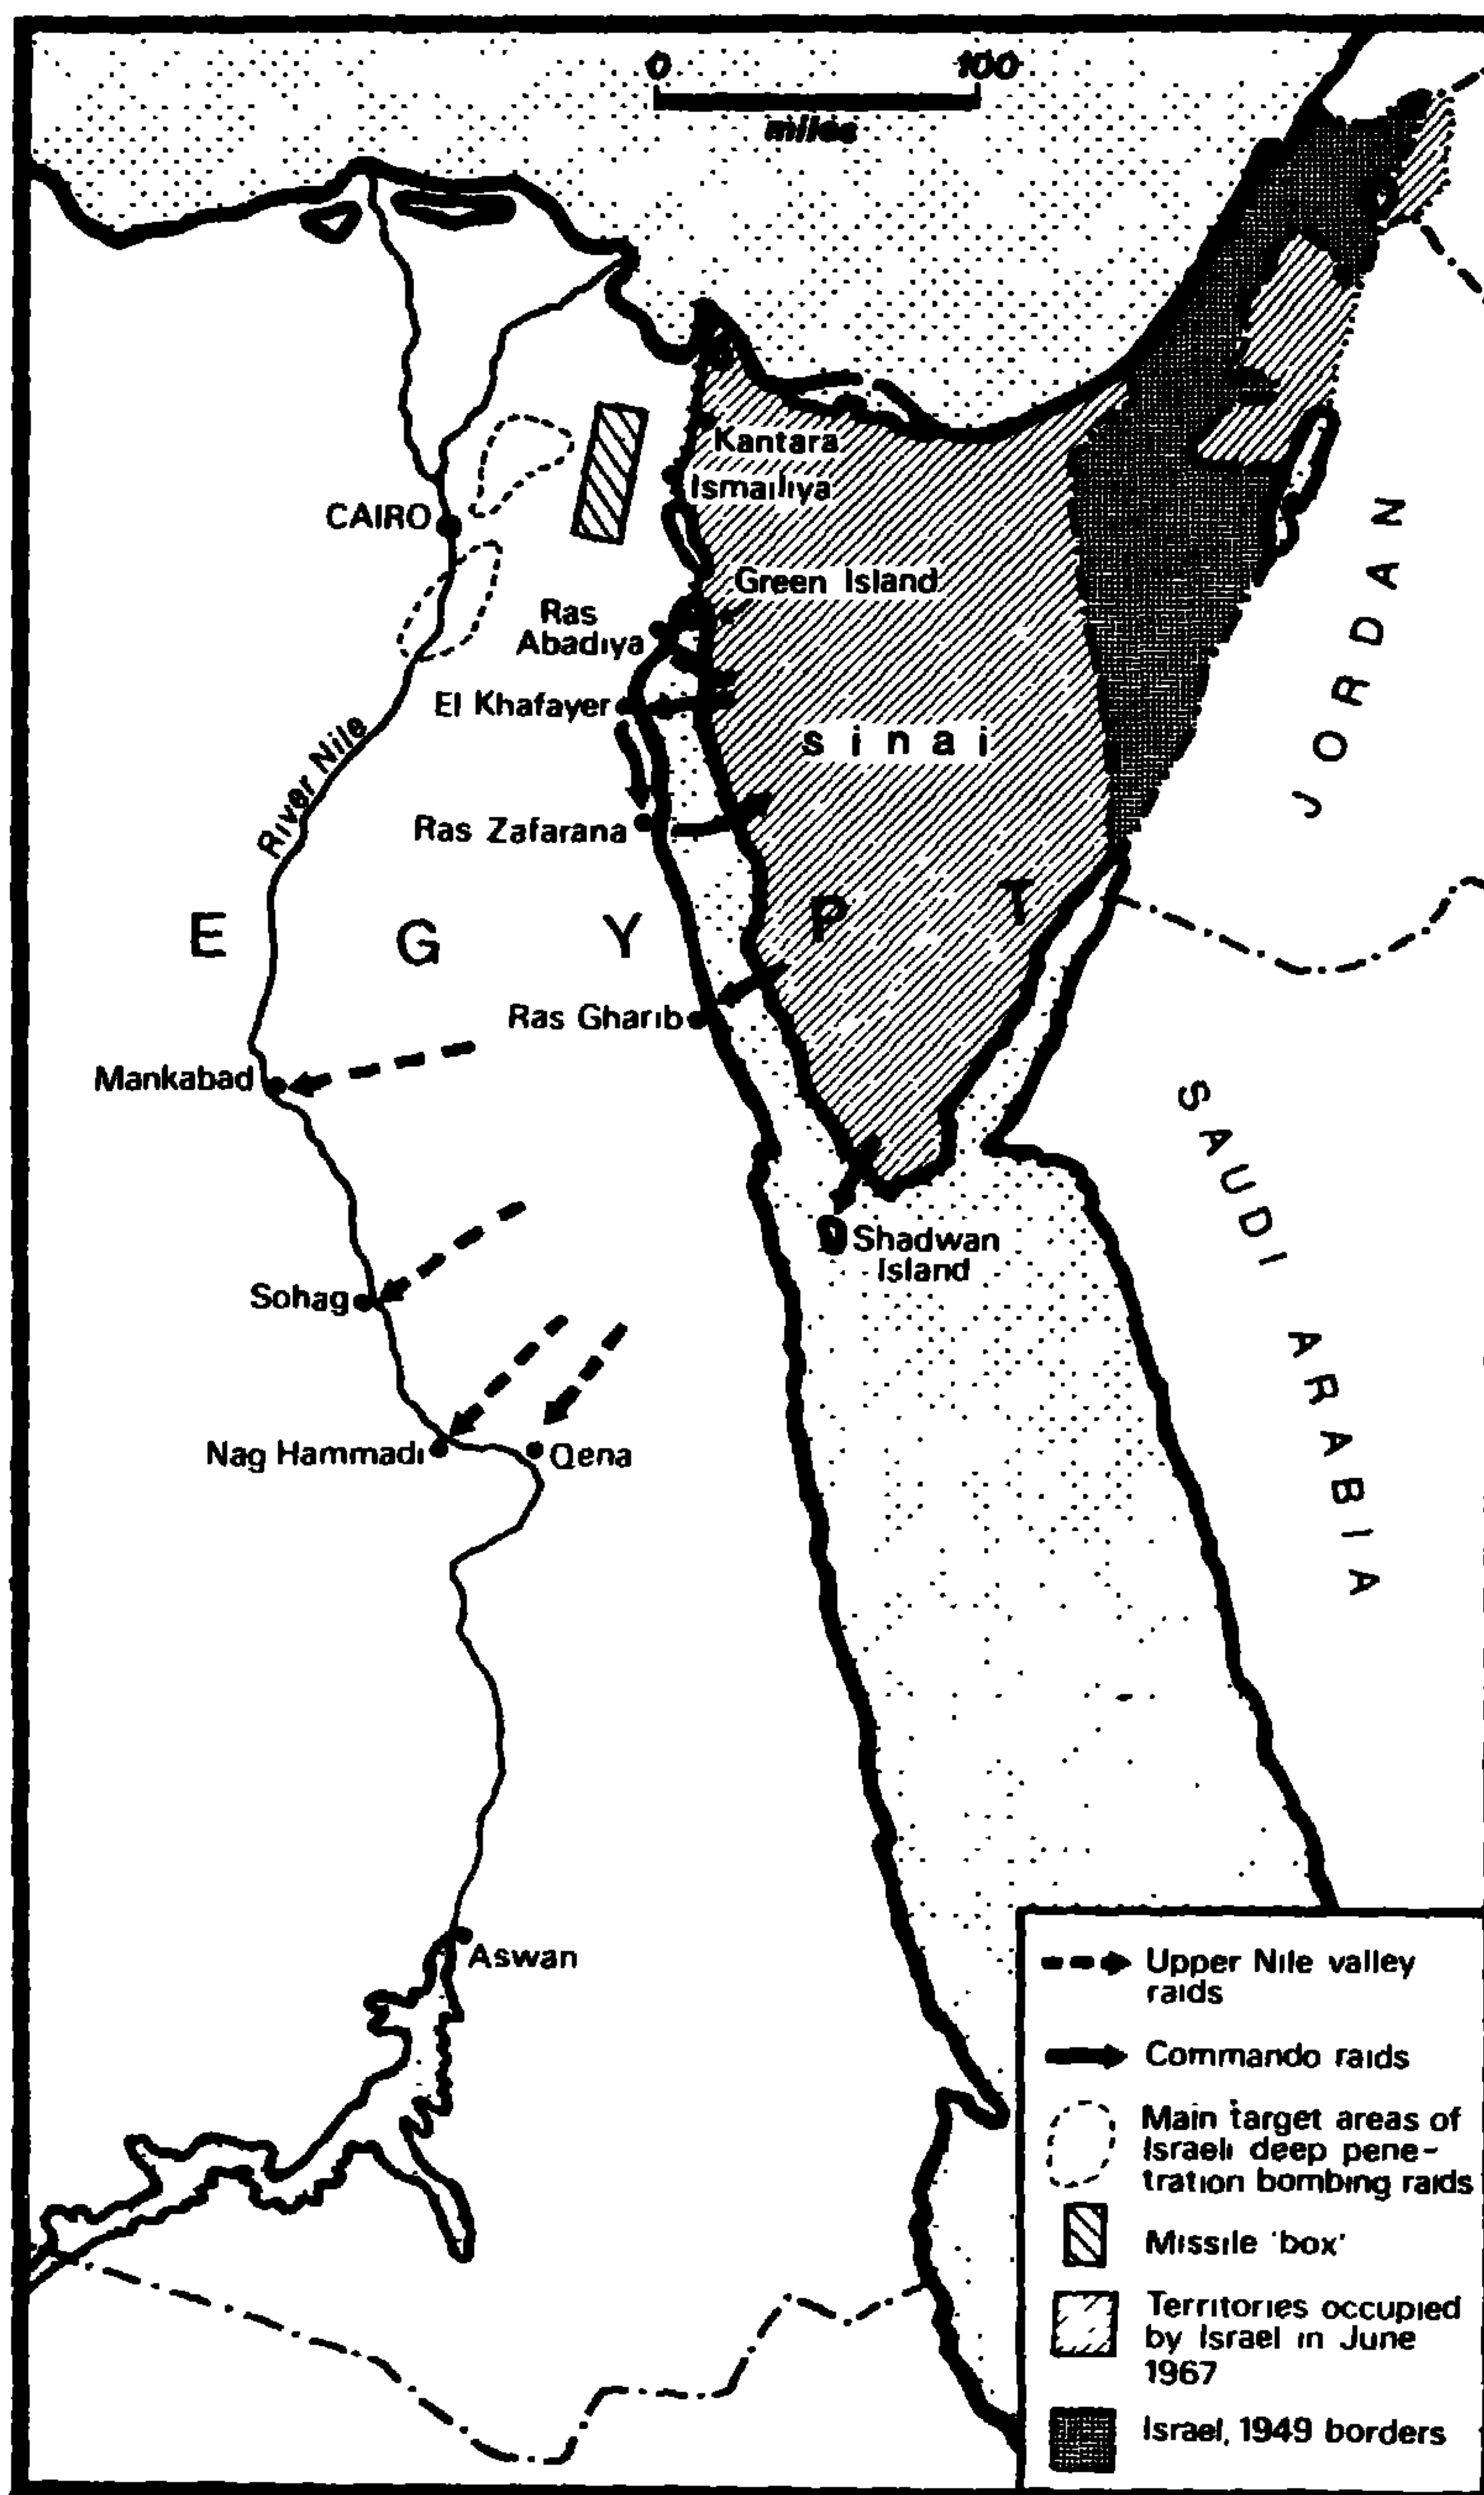 0 100
miles
Kantara
Ismailiya
CAIRO
Green Island
Ras
Abadiya
El Khafayer
sinai
River Nile
Ras Zafarana
JORDAN
EGYPT
Ras Gharib
Mankabad
SAUDI ARABIA
Shadwan
Island
Sohag
Nag Hammadi
Qena
Aswan
Upper Nile valley
raids
Commando raids
Main target areas of
Israeli deep pene-
tration bombing raids
Missile 'box'
Territories occupied
by Israel in June
1967
Israel, 1949 borders